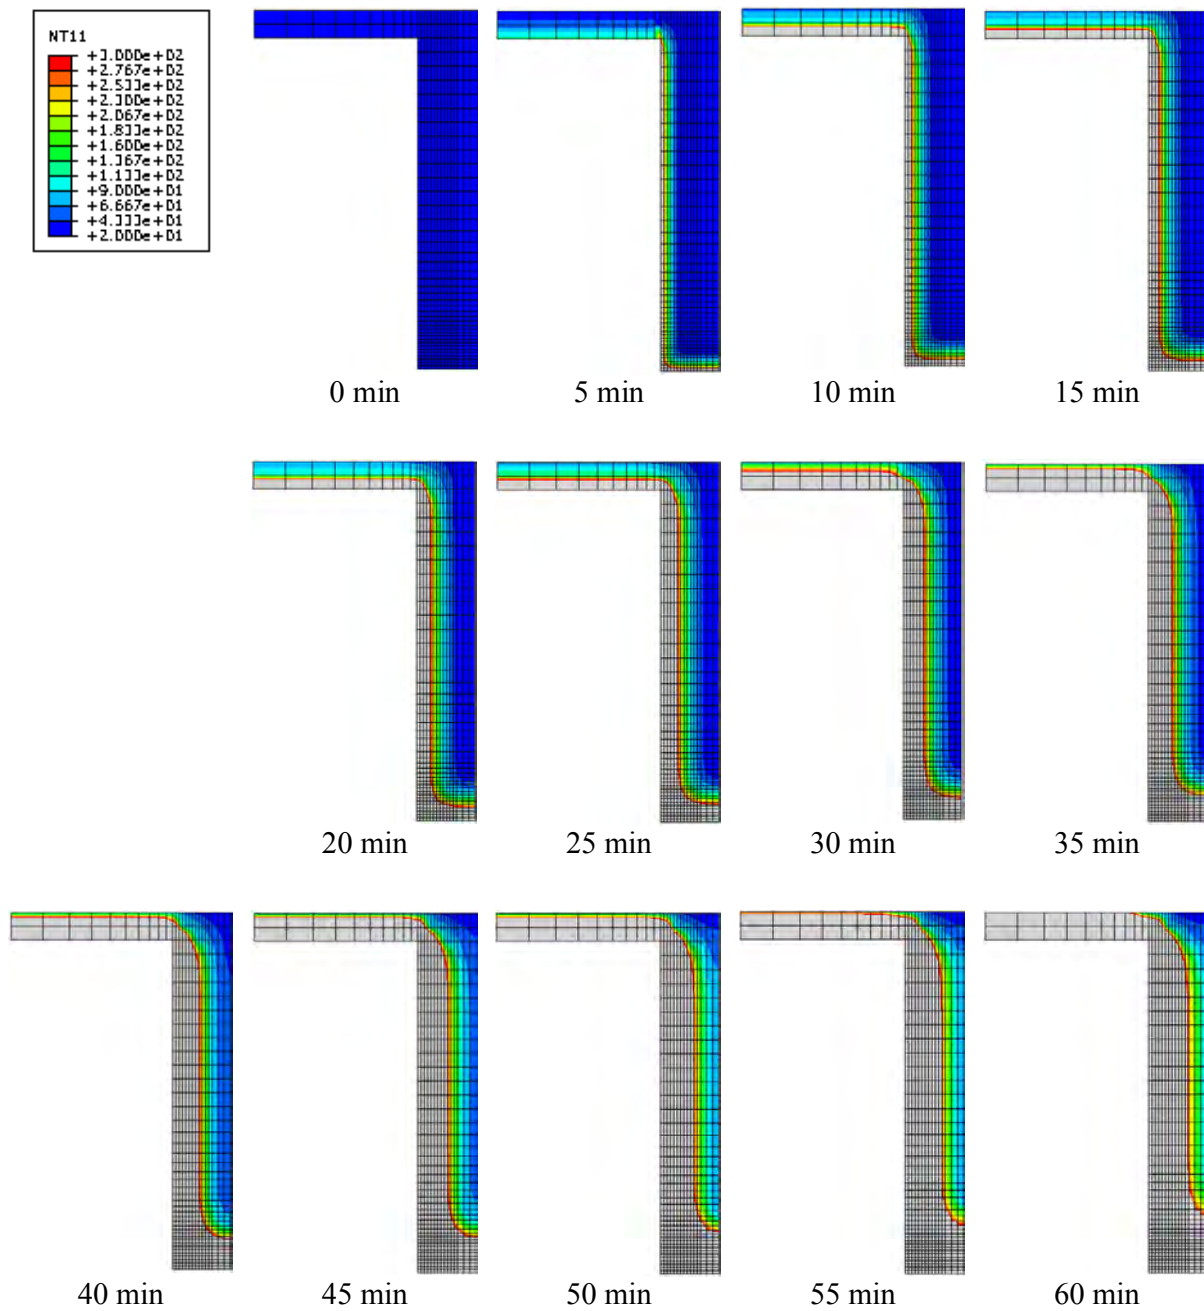 NT11
+3.000e+02
+2.767e+02
+2.533e+02
+2.300e+02
+2.067e+02
+1.833e+02
+1.600e+02
+1.367e+02
+1.133e+02
+9.000e+01
+6.667e+01
+4.333e+01
+2.000e+01
0 min
5 min
10 min
15 min
20 min
25 min
30 min
35 min
40 min
45 min
50 min
55 min
60 min